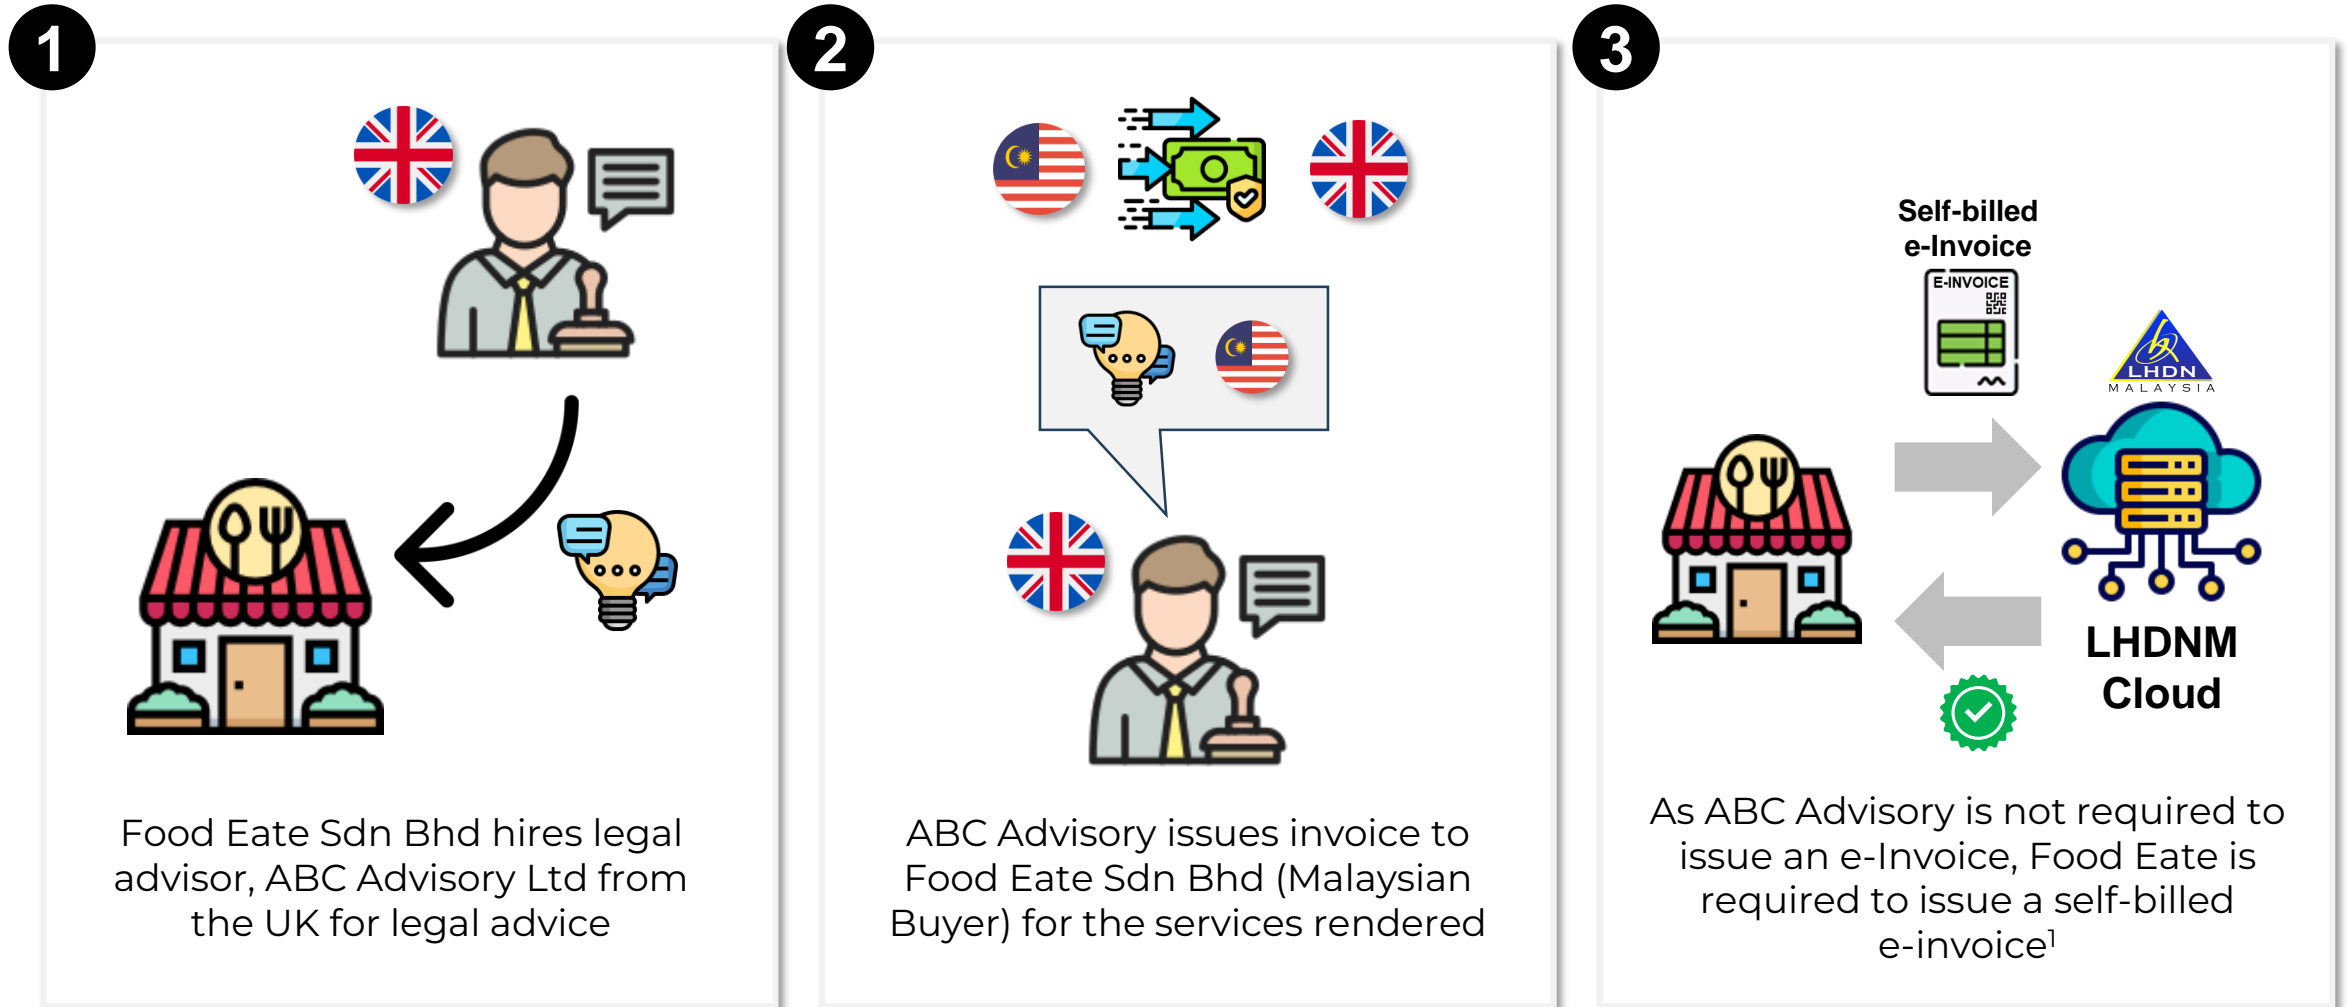 1
Food Eate Sdn Bhd hires legal
advisor, ABC Advisory Ltd from
the UK for legal advice
2
ABC Advisory issues invoice to
Food Eate Sdn Bhd (Malaysian
Buyer) for the services rendered
3
Self-billed
e-Invoice
E-INVOICE
LHDN
MALAYSIA
LHDNM
Cloud
As ABC Advisory is not required to
issue an e-Invoice, Food Eate is
required to issue a self-billed
e-invoice¹